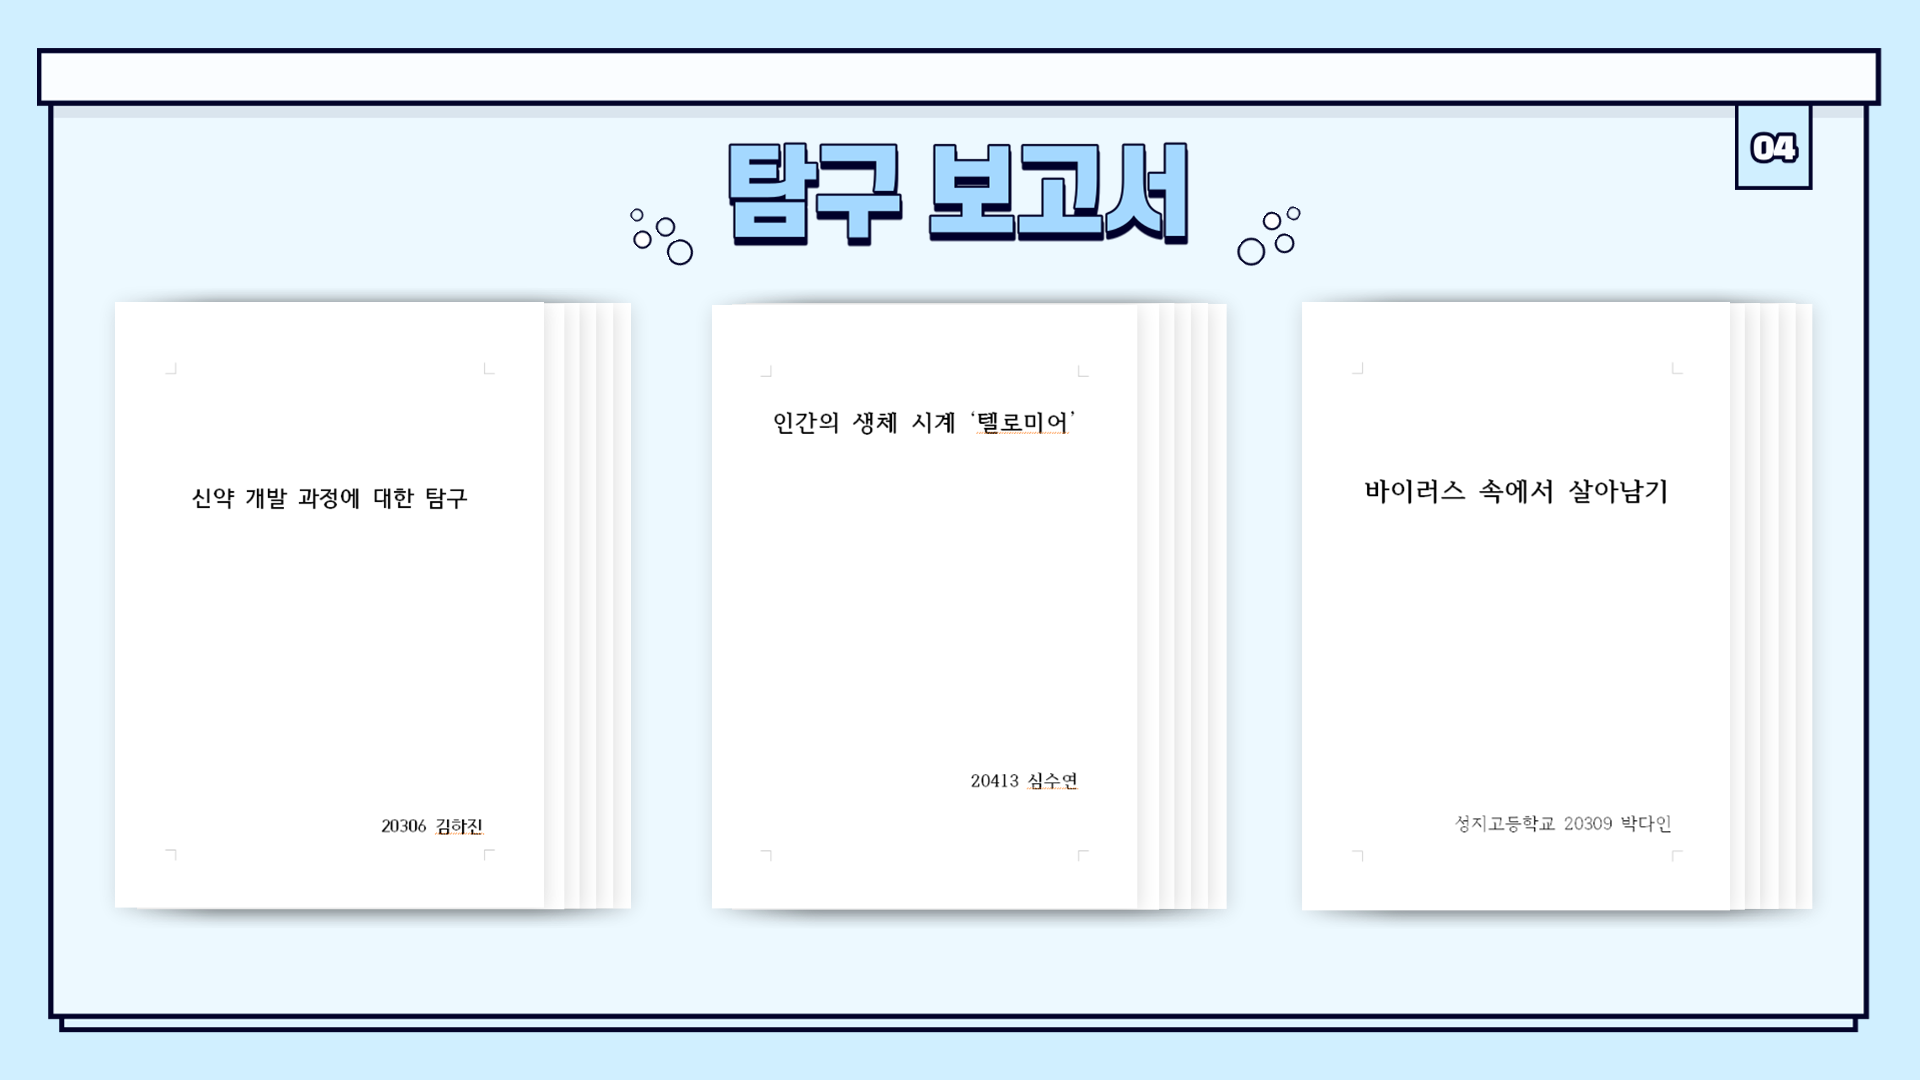 04
탐구 보고서
신약 개발 과정에 대한 탐구
20306 김하진
인간의 생체 시계 ‘텔로미어’
20413 심수연
바이러스 속에서 살아남기
성지고등학교 20309 박다인